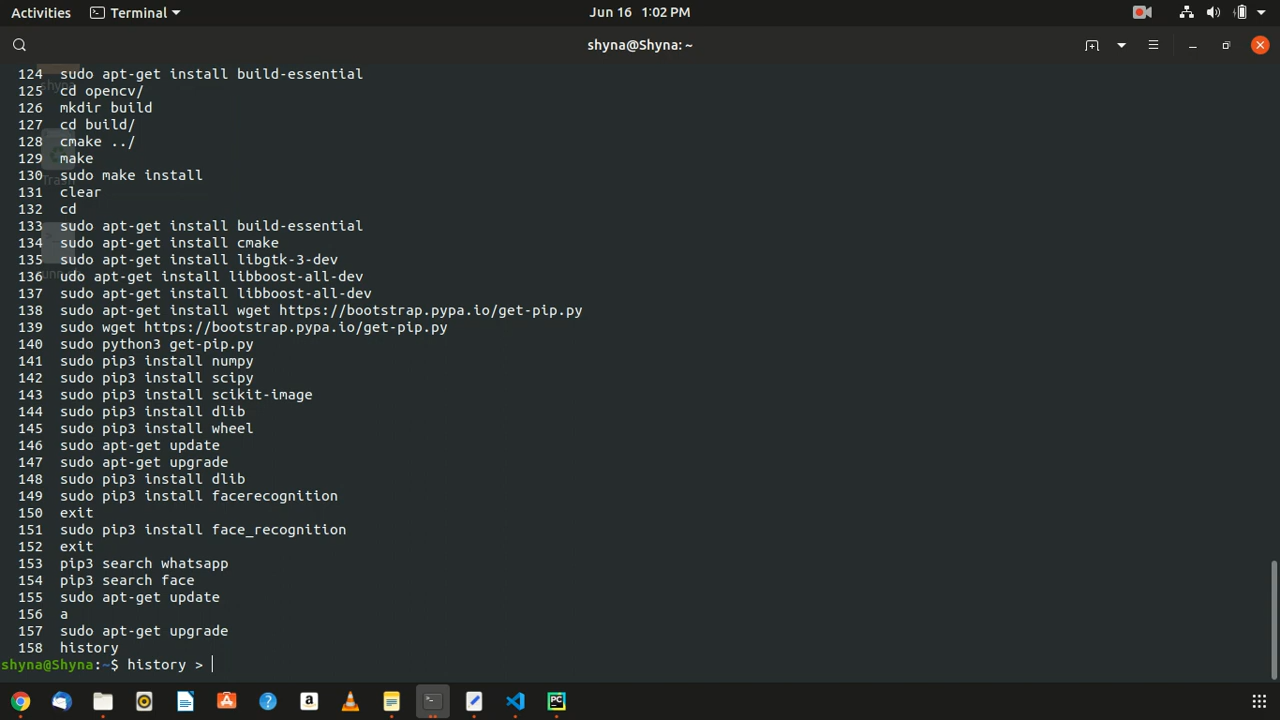 Activities Terminal Jun 16 1:02 PM
shyna@Shyna: ~
124 sudo apt-get install build-essential
shyna
125 cd opencv/
126 mkdir build
127 cd build/
128 cmake ../
129 make
130 sudo make install
Trash
131 clear
132 cd
133 sudo apt-get install build-essential
134 sudo apt-get install cmake
135 sudo apt-get install libgtk-3-dev
136 udo apt-get install libboost-all-dev
137 sudo apt-get install libboost-all-dev
138 sudo apt-get install wget https://bootstrap.pypa.io/get-pip.py
139 sudo wget https://bootstrap.pypa.io/get-pip.py
140 sudo python3 get-pip.py
141 sudo pip3 install numpy
142 sudo pip3 install scipy
143 sudo pip3 install scikit-image
144 sudo pip3 install dlib
145 sudo pip3 install wheel
146 sudo apt-get update
147 sudo apt-get upgrade
148 sudo pip3 install dlib
149 sudo pip3 install facerecognition
150 exit
151 sudo pip3 install face_recognition
152 exit
153 pip3 search whatsapp
154 pip3 search face
155 sudo apt-get update
156 a
157 sudo apt-get upgrade
158 history
shyna@Shyna:~$ history >